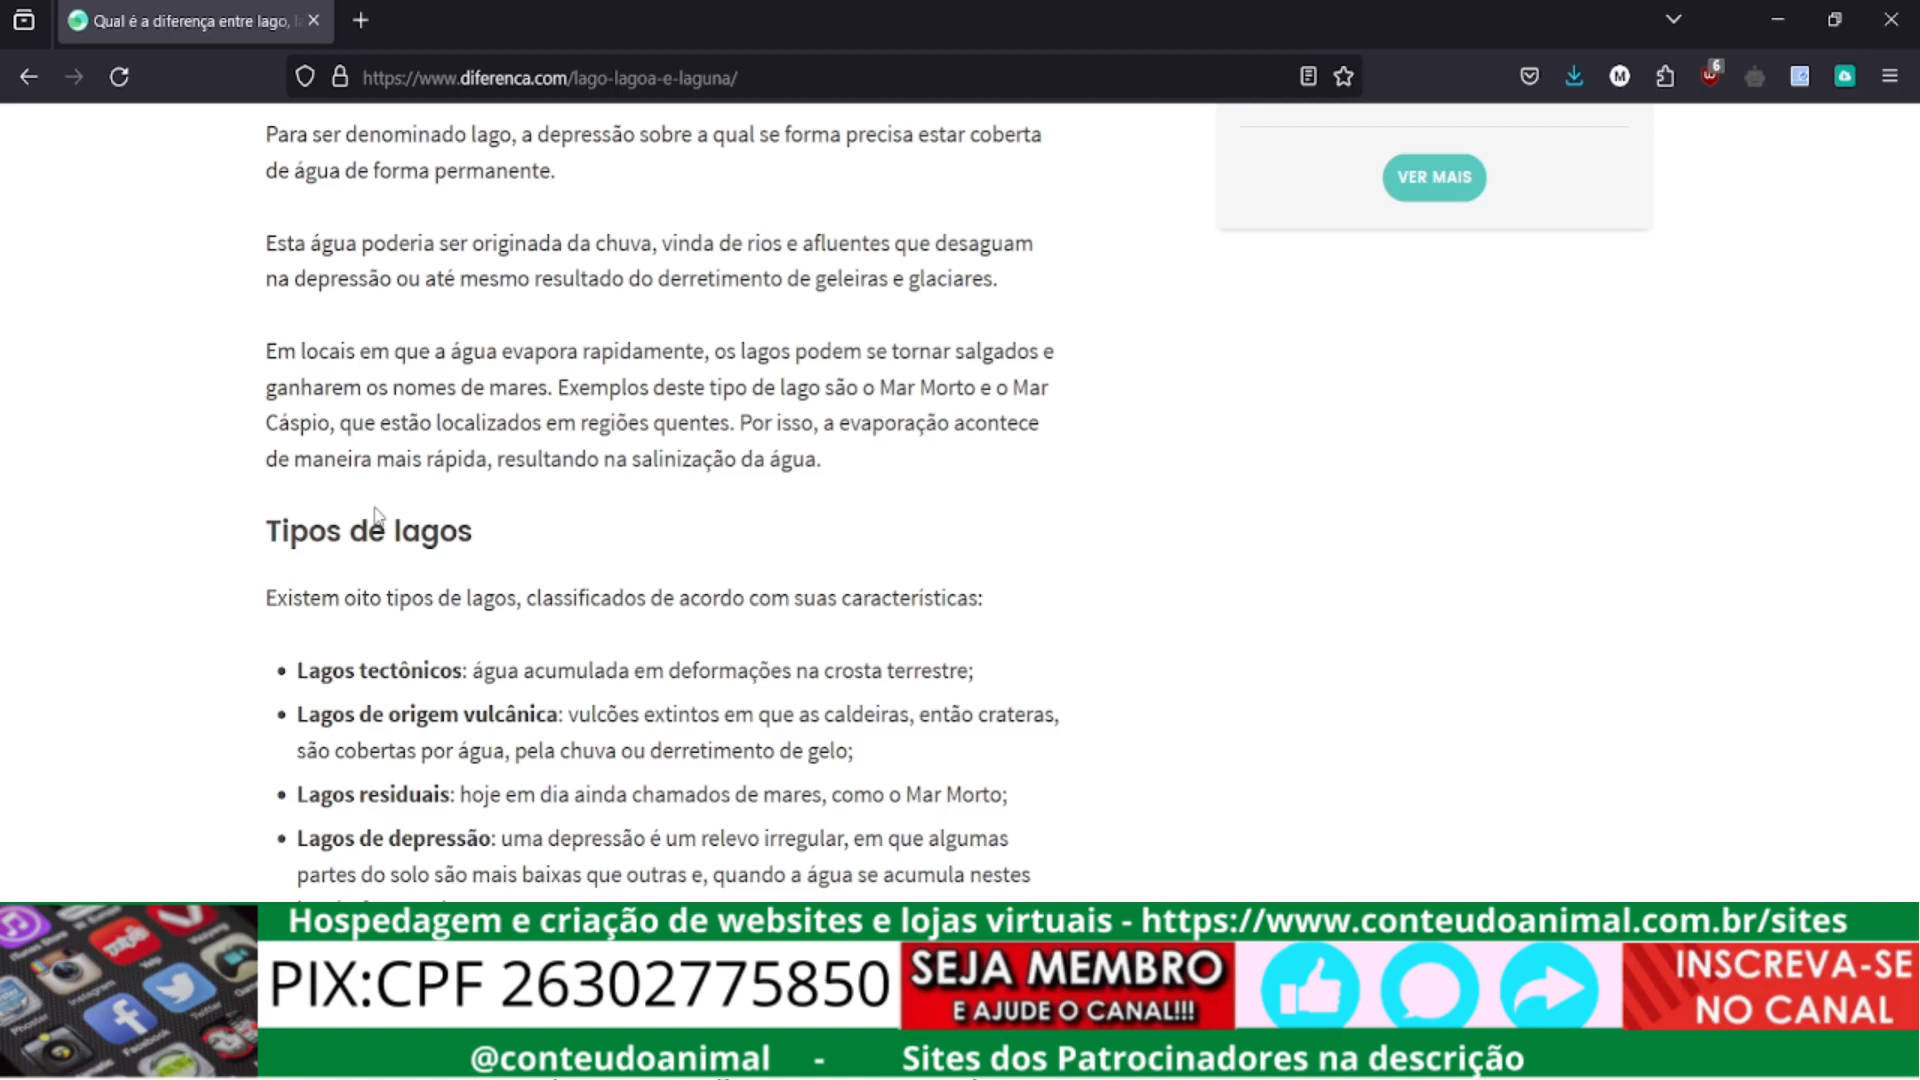 Qual é a diferença entre lago, l
https://www.diferenca.com/lago-lagoa-e-laguna/
6
Para ser denominado lago, a depressão sobre a qual se forma precisa estar coberta
de água de forma permanente.
VER MAIS
Esta água poderia ser originada da chuva, vinda de rios e afluentes que desaguam
na depressão ou até mesmo resultado do derretimento de geleiras e glaciares.
Em locais em que a água evapora rapidamente, os lagos podem se tornar salgados e
ganharem os nomes de mares. Exemplos deste tipo de lago são o Mar Morto e o Mar
Cáspio, que estão localizados em regiões quentes. Por isso, a evaporação acontece
de maneira mais rápida, resultando na salinização da água.
Tipos de lagos
Existem oito tipos de lagos, classificados de acordo com suas características:
• Lagos tectônicos: água acumulada em deformações na crosta terrestre;
• Lagos de origem vulcânica: vulcões extintos em que as caldeiras, então crateras,
são cobertas por água, pela chuva ou derretimento de gelo;
• Lagos residuais: hoje em dia ainda chamados de mares, como o Mar Morto;
• Lagos de depressão: uma depressão é um relevo irregular, em que algumas
partes do solo são mais baixas que outras e, quando a água se acumula nestes
Hospedagem e criação de websites e lojas virtuais - https://www.conteudoanimal.com.br/sites
PIX:CPF 26302775850
SEJA MEMBRO
E AJUDE O CANAL!!!
INSCREVA-SE
NO CANAL
@conteudoanimal - Sites dos Patrocinadores na descrição
Instagram
Twitter
Facebook
Yelp